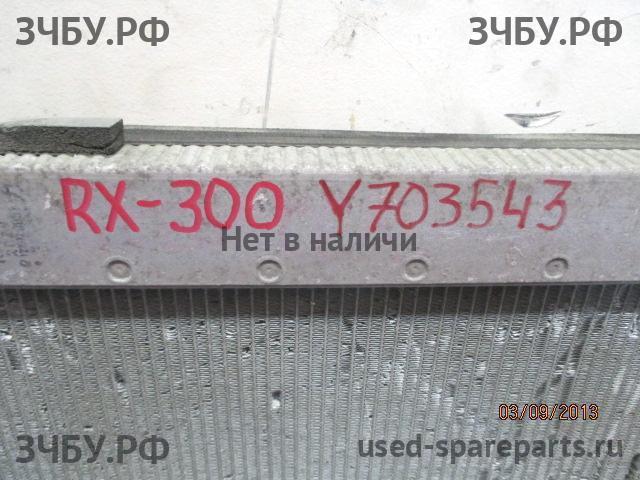 ЗЧБУ.РФ ЗЧБУ.РФ
RX-300 Y703543
Нет в наличи
03/09/2013
ЗЧБУ.РФ used-spareparts.ru